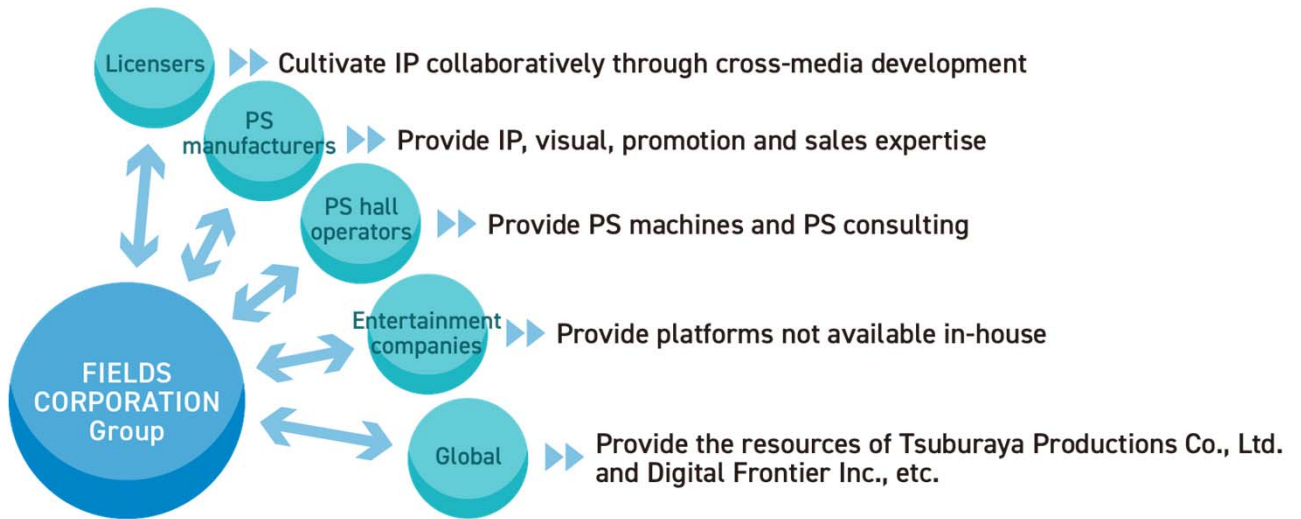 Licensers
Cultivate IP collaboratively through cross-media development
PS
manufacturers
Provide IP, visual, promotion and sales expertise
PS hall
operators
Provide PS machines and PS consulting
Entertainment
companies
Provide platforms not available in-house
FIELDS
CORPORATION
Group
Global
Provide the resources of Tsuburaya Productions Co., Ltd.
and Digital Frontier Inc., etc.